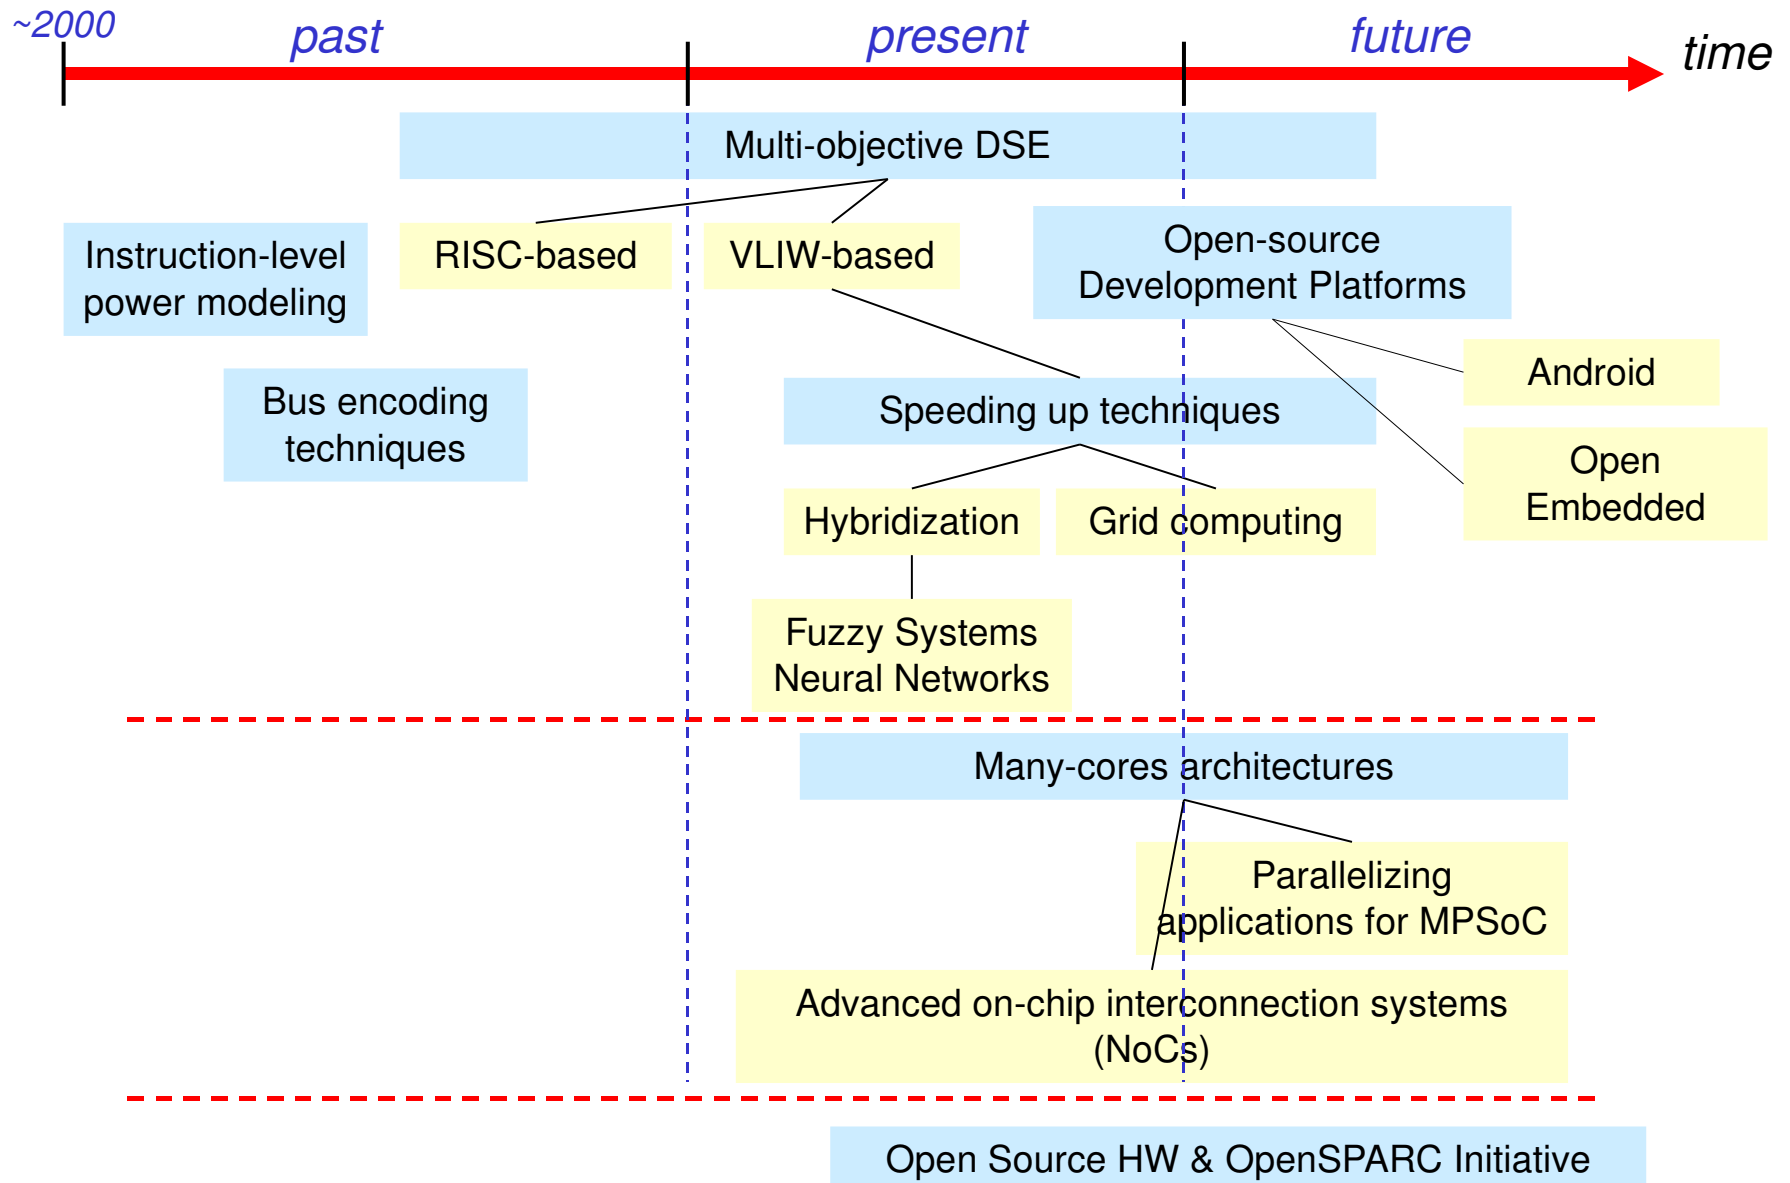 ~2000
past
present
future
time
Multi-objective DSE
Instruction-level
power modeling
RISC-based
VLIW-based
Open-source
Development Platforms
Android
Bus encoding
techniques
Speeding up techniques
Open
Embedded
Hybridization
Grid computing
Fuzzy Systems
Neural Networks
Many-cores architectures
Parallelizing
applications for MPSoC
Advanced on-chip interconnection systems
(NoCs)
Open Source HW & OpenSPARC Initiative